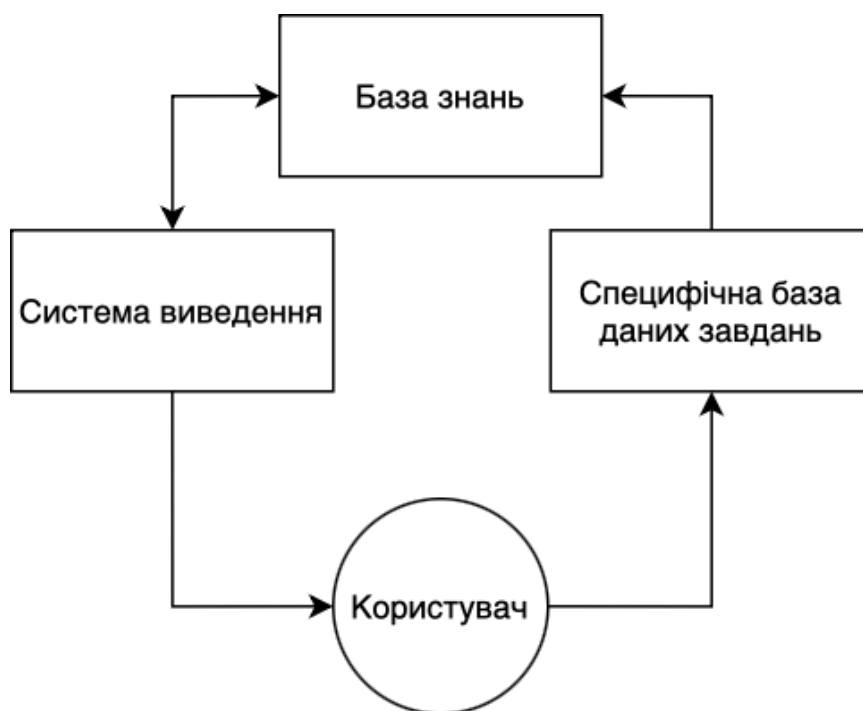 База знань
Система виведення
Специфічна база
даних завдань
Користувач